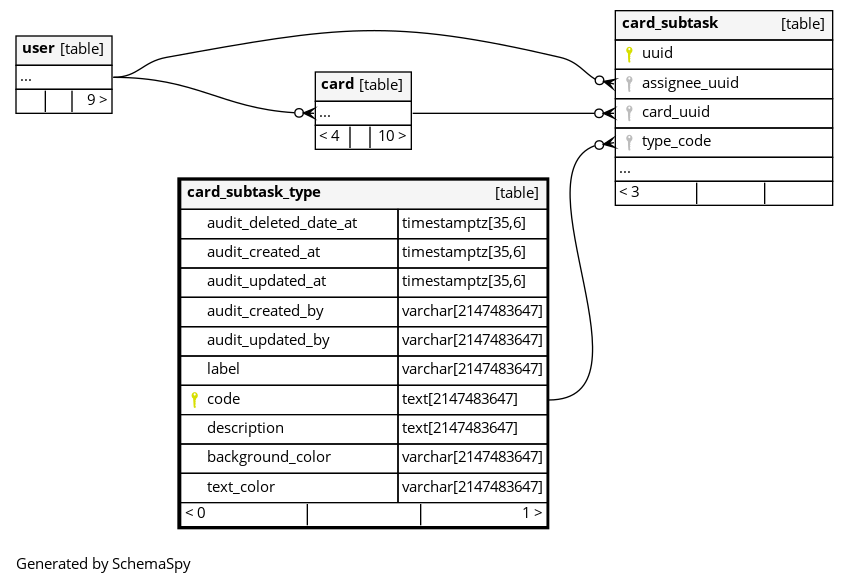 user [table]
...
9 >
card [table]
...
< 4 10 >
card_subtask [table]
uuid
assignee_uuid
card_uuid
type_code
...
< 3
card_subtask_type [table]
audit_deleted_date_at timestamptz[35,6]
audit_created_at timestamptz[35,6]
audit_updated_at timestamptz[35,6]
audit_created_by varchar[2147483647]
audit_updated_by varchar[2147483647]
label varchar[2147483647]
code text[2147483647]
description text[2147483647]
background_color varchar[2147483647]
text_color varchar[2147483647]
< 0 1 >
Generated by SchemaSpy